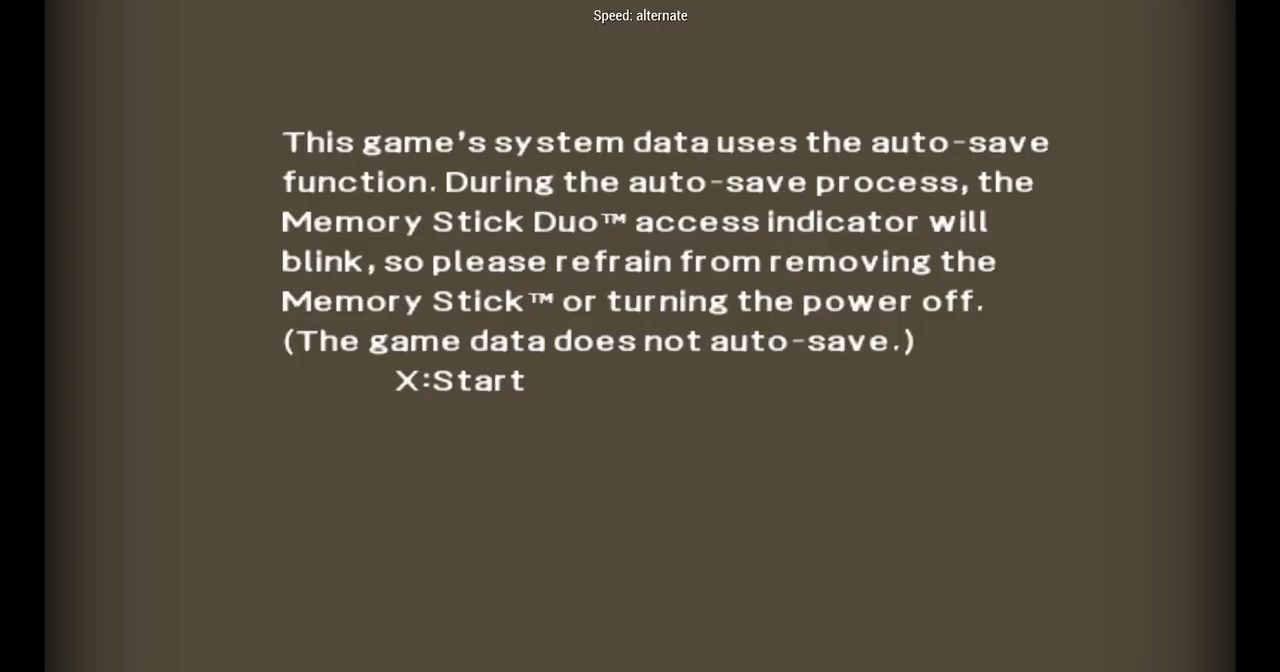 Speed: alternate
This game's system data uses the auto-save
function. During the auto-save process, the
Memory Stick Duo™ access indicator will
blink, so please refrain from removing the
Memory Stick™ or turning the power off.
(The game data does not auto-save.)
X:Start